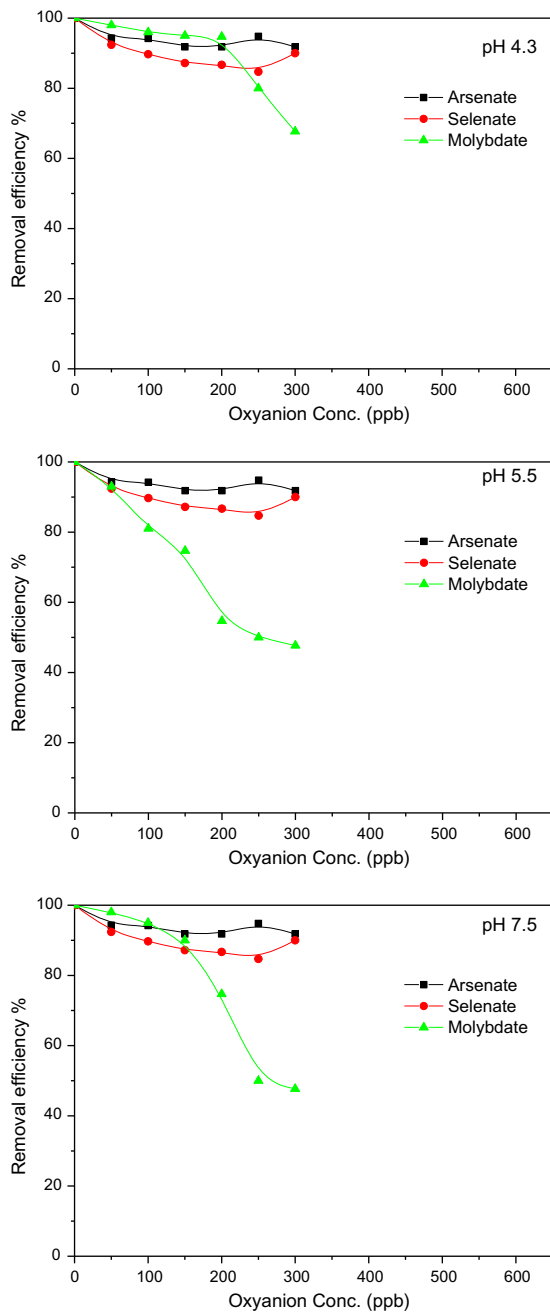 100
pH 4.3
80
Arsenate
Selenate
Molybdate
60
40
20
0
Removal efficiency %
0 100 200 300 400 500 600
Oxyanion Conc. (ppb)
100
pH 5.5
80
Arsenate
Selenate
Molybdate
60
40
20
0
Removal efficiency %
0 100 200 300 400 500 600
Oxyanion Conc. (ppb)
100
pH 7.5
80
Arsenate
Selenate
Molybdate
60
40
20
0
Removal efficiency %
0 100 200 300 400 500 600
Oxyanion Conc. (ppb)